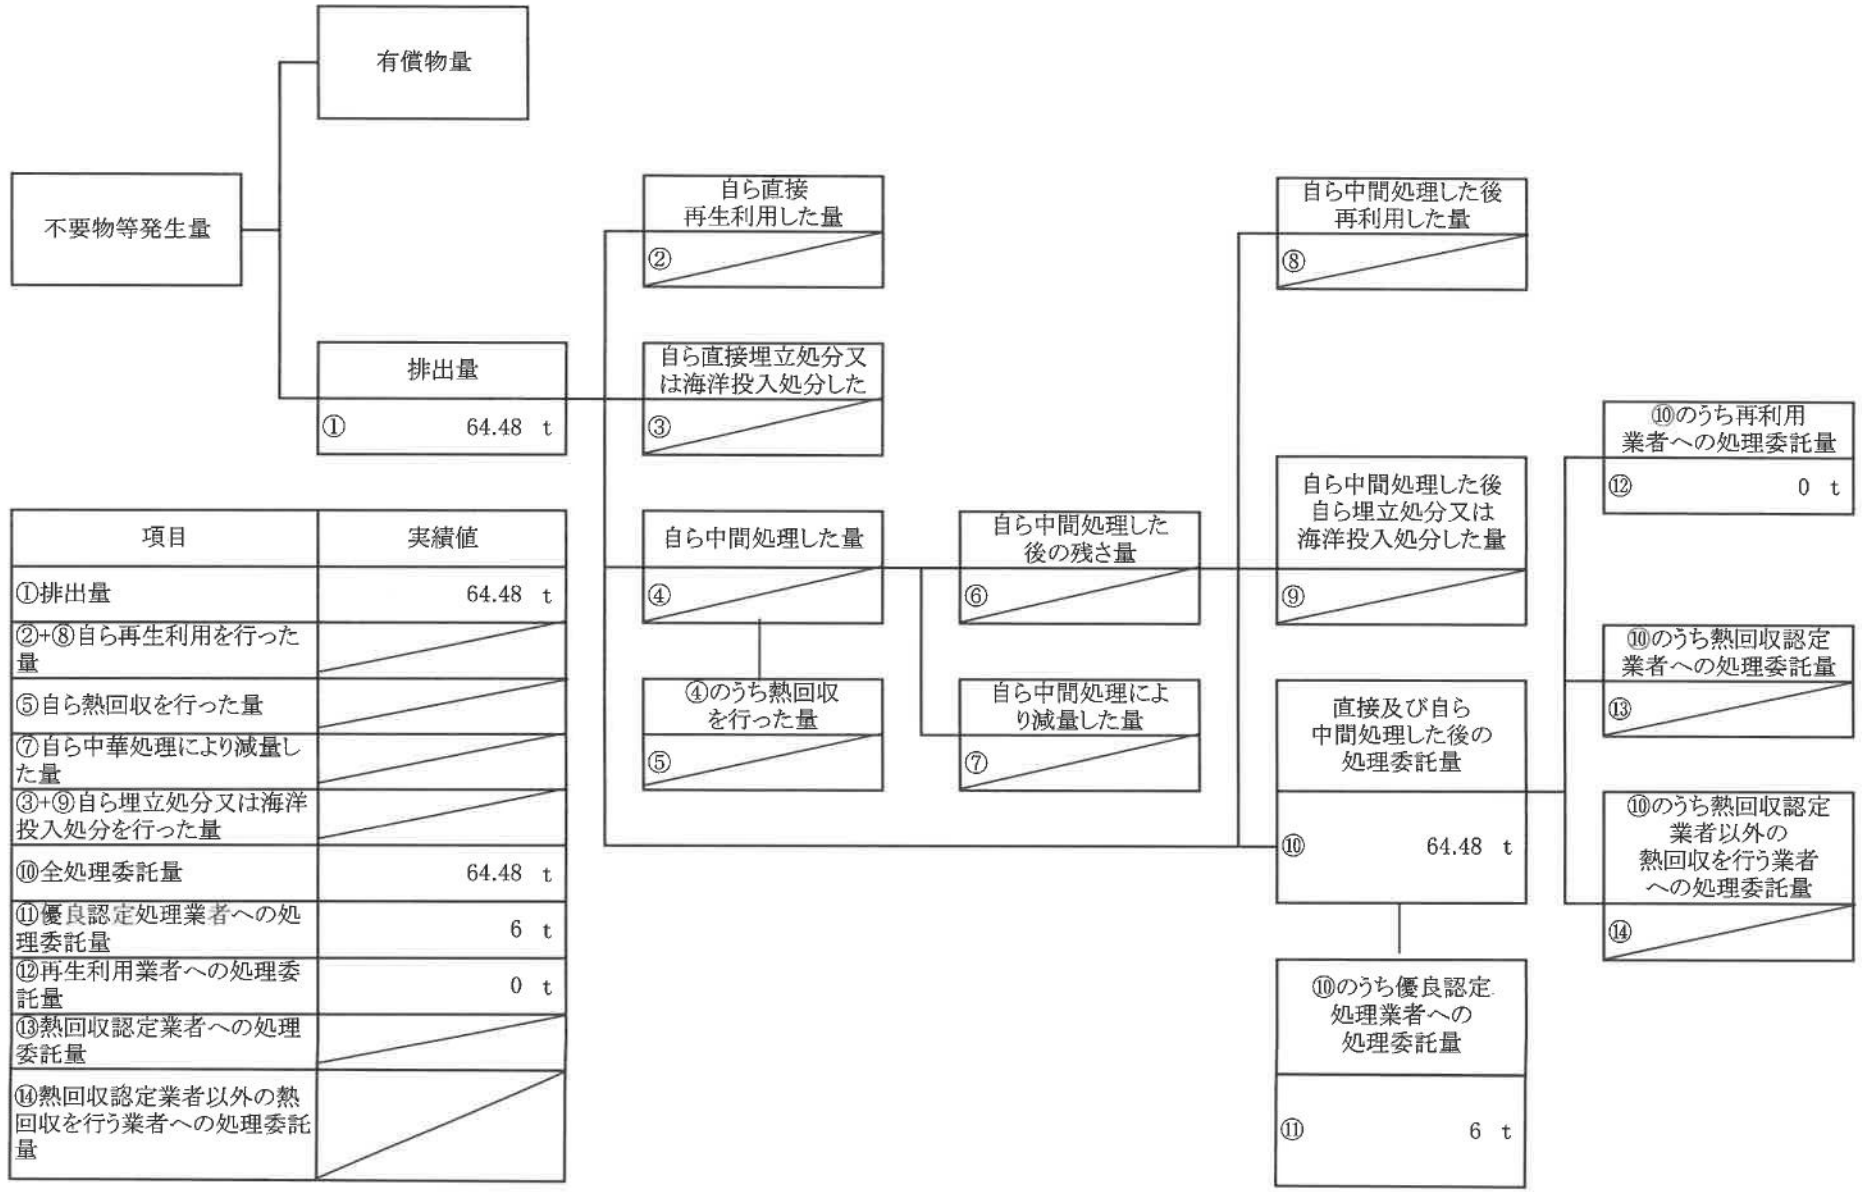 有償物量
不要物等発生量
排出量
① 64.48 t
自ら直接
再生利用した量
②
自ら直接埋立処分又
は海洋投入処分した
③
自ら中間処理した量
④
④のうち熱回収
を行った量
⑤
自ら中間処理した
後の残さ量
⑥
自ら中間処理によ
り減量した量
⑦
自ら中間処理した後
再利用した量
⑧
自ら中間処理した後
自ら埋立処分又は
海洋投入処分した量
⑨
直接及び自ら
中間処理した後の
処理委託量
⑩ 64.48 t
⑩のうち優良認定
処理業者への
処理委託量
⑪ 6 t
⑩のうち再利用
業者への処理委託量
⑫ 0 t
⑩のうち熱回収認定
業者への処理委託量
⑬
⑩のうち熱回収認定
業者以外の
熱回収を行う業者
への処理委託量
⑭
項目 実績値
①排出量 64.48 t
②+⑧自ら再生利用を行った
量
⑤自ら熱回収を行った量
⑦自ら中華処理により減量し
た量
③+⑨自ら埋立処分又は海洋
投入処分を行った量
⑩全処理委託量 64.48 t
⑪優良認定処理業者への処
理委託量 6 t
⑫再生利用業者への処理委
託量 0 t
⑬熱回収認定業者への処理
委託量
⑭熱回収認定業者以外の熱
回収を行う業者への処理委託
量